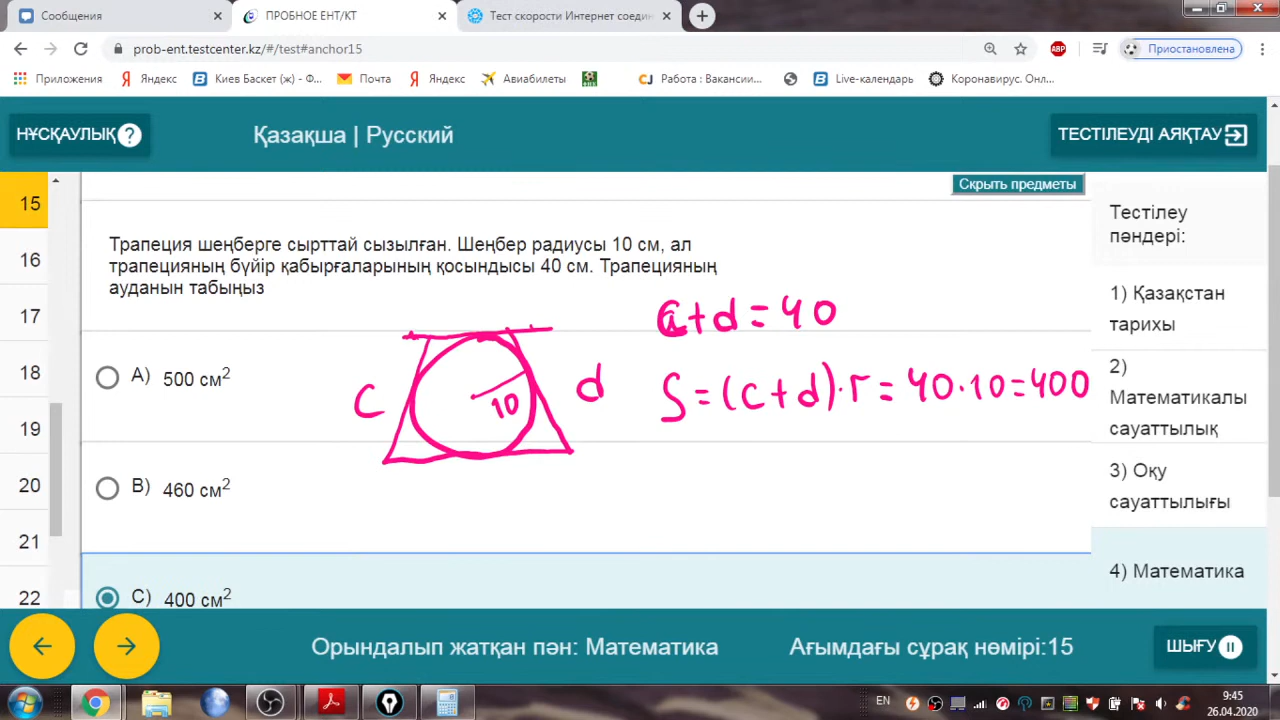 Сообщения
ПРОБНОЕ ЕНТ/КТ
Тест скорости Интернет соедин
prob-ent.testcenter.kz/#/test#anchor15
ABP
Приостановлена
Приложения
Яндекс
Киев Баскет (ж) - Ф...
Почта
Яндекс
Авиабилеты
Работа : Вакансии...
Live-календарь
Коронавирус. Онл...
НҰСҚАУЛЫҚ ?
Қазақша | Русский
ТЕСТІЛЕУДІ АЯҚТАУ
Скрыть предметы
15
16
17
18
19
20
21
22
Трапеция шеңберге сырттай сызылған. Шеңбер радиусы 10 см, ал
трапецияның бүйір қабырғаларының қосындысы 40 см. Трапецияның
ауданын табыңыз
c+d=40
S=(c+d)·r=40·10=400
c
d
10
A) 500 см²
B) 460 см²
C) 400 см²
Тестілеу
пәндері:
1) Қазақстан
тарихы
2)
Математикалы
сауаттылық
3) Оқу
сауаттылығы
4) Математика
Орындалып жатқан пән: Математика
Ағымдағы сұрақ нөмірі:15
ШЫҒУ
EN
9:45
26.04.2020